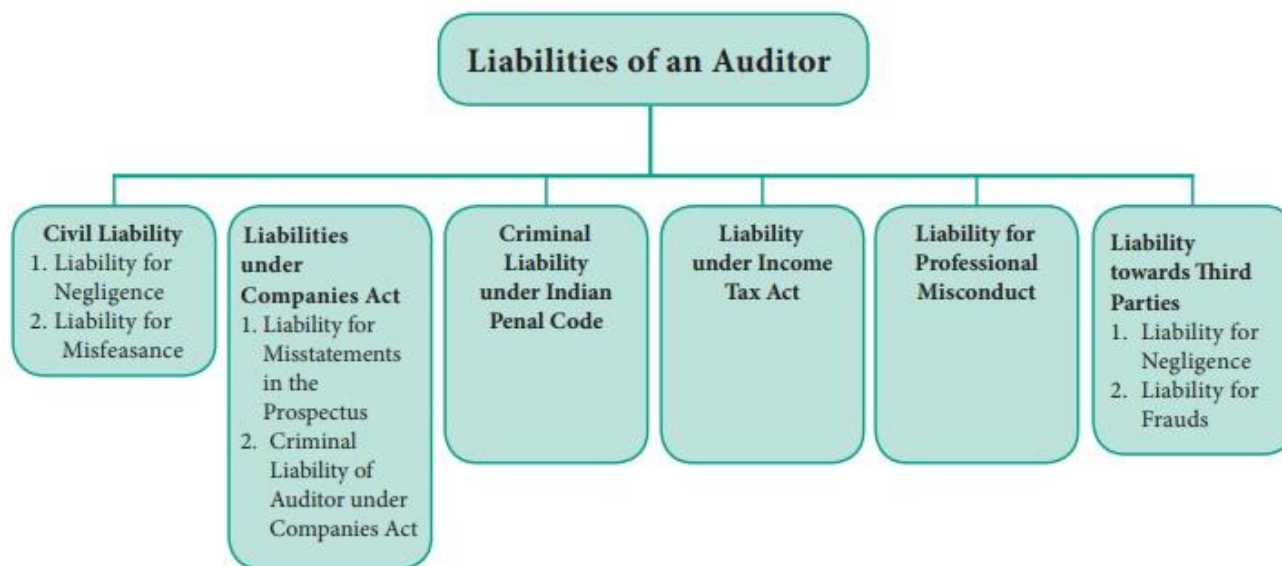 Liabilities of an Auditor
Civil Liability
1. Liability for
Negligence
2. Liability for
Misfeasance
Liabilities
under
Companies Act
1. Liability for
Misstatements
in the
Prospectus
2. Criminal
Liability of
Auditor under
Companies Act
Criminal
Liability
under Indian
Penal Code
Liability
under Income
Tax Act
Liability for
Professional
Misconduct
Liability
towards Third
Parties
1. Liability for
Negligence
2. Liability for
Frauds